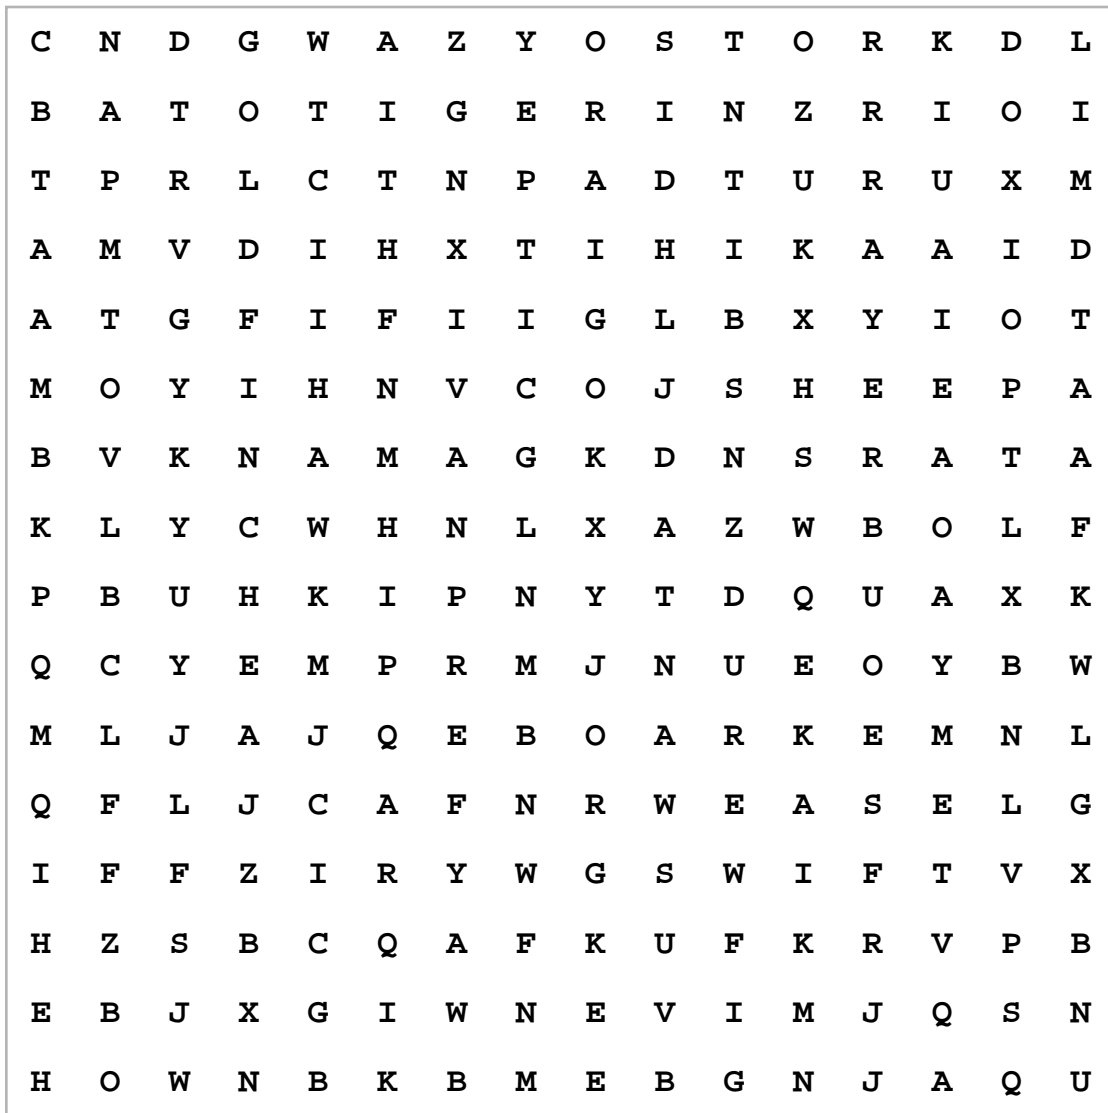 C N D G W A Z Y O S T O R K D L
B A T O T I G E R I N Z R I O I
T P R L C T N P A D T U R U X M
A M V D I H X T I H I K A A I D
A T G F I F I I G L B X Y I O T
M O Y I H N V C O J S H E E P A
B V K N A M A G K D N S R A T A
K L Y C W H N L X A Z W B O L F
P B U H K I P N Y T D Q U A X K
Q C Y E M P R M J N U E O Y B W
M L J A J Q E B O A R K E M N L
Q F L J C A F N R W E A S E L G
I F F Z I R Y W G S W I F T V X
H Z S B C Q A F K U F K R V P B
E B J X G I W N E V I M J Q S N
H O W N B K B M E B G N J A Q U